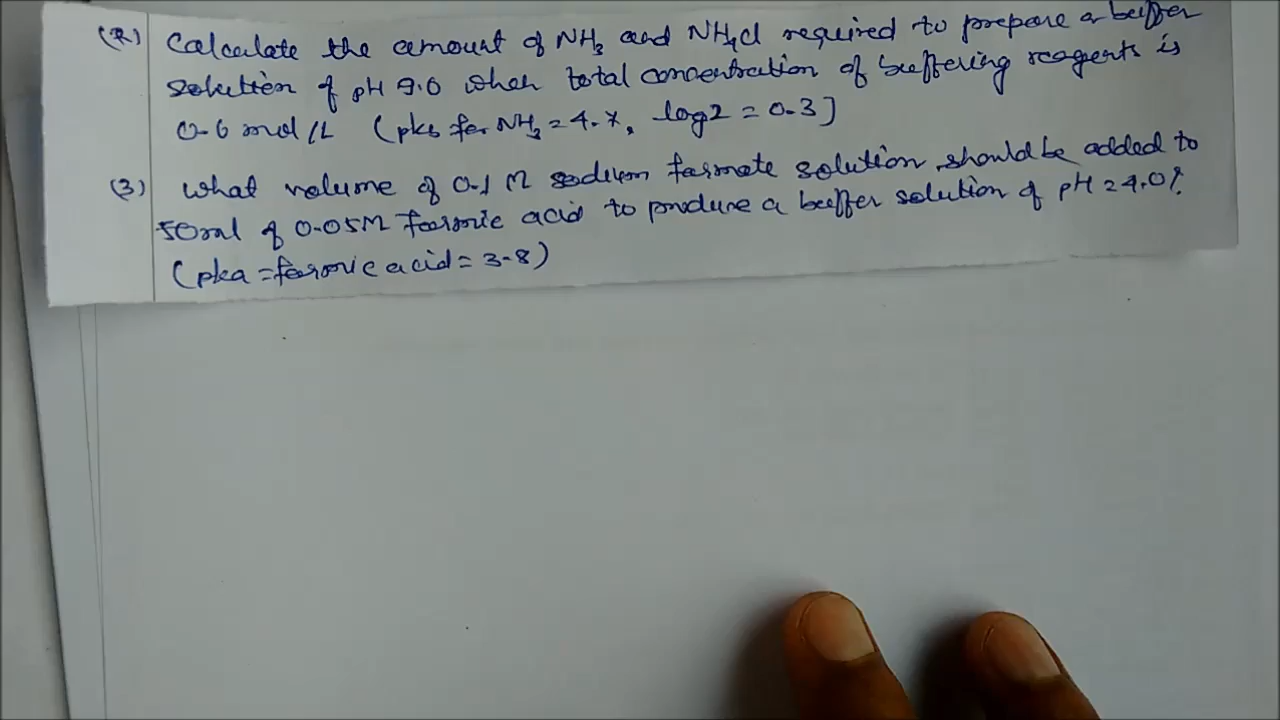 (2) Calculate the amount of NH3 and NH4Cl required to prepare a buffer
solution of pH 9.0 when total concentration of buffering reagents is
0.6 mol/L (pkb for NH3 = 4.7, log2 = 0.3]
(3) What volume of 0.1 M sodium formate solution should be added to
50ml of 0.05M formic acid to produce a buffer solution of pH = 4.0?
(pka = formic acid = 3.8)